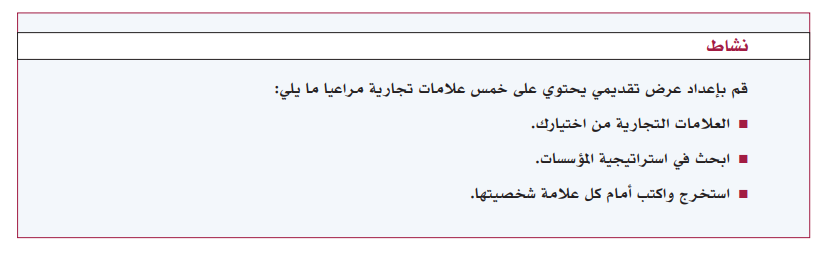 نشاط
قم بإعداد عرض تقديمي يحتوي على خمس علامات تجارية مراعيا ما يلي:
■ العلامات التجارية من اختيارك.
■ ابحث في استراتيجية المؤسسات.
■ استخرج واكتب أمام كل علامة شخصيتها.